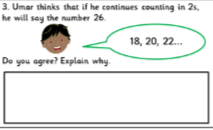 3. Umar thinks that if he continues counting in 2s,
he will say the number 26.
18, 20, 22...
Do you agree? Explain why.